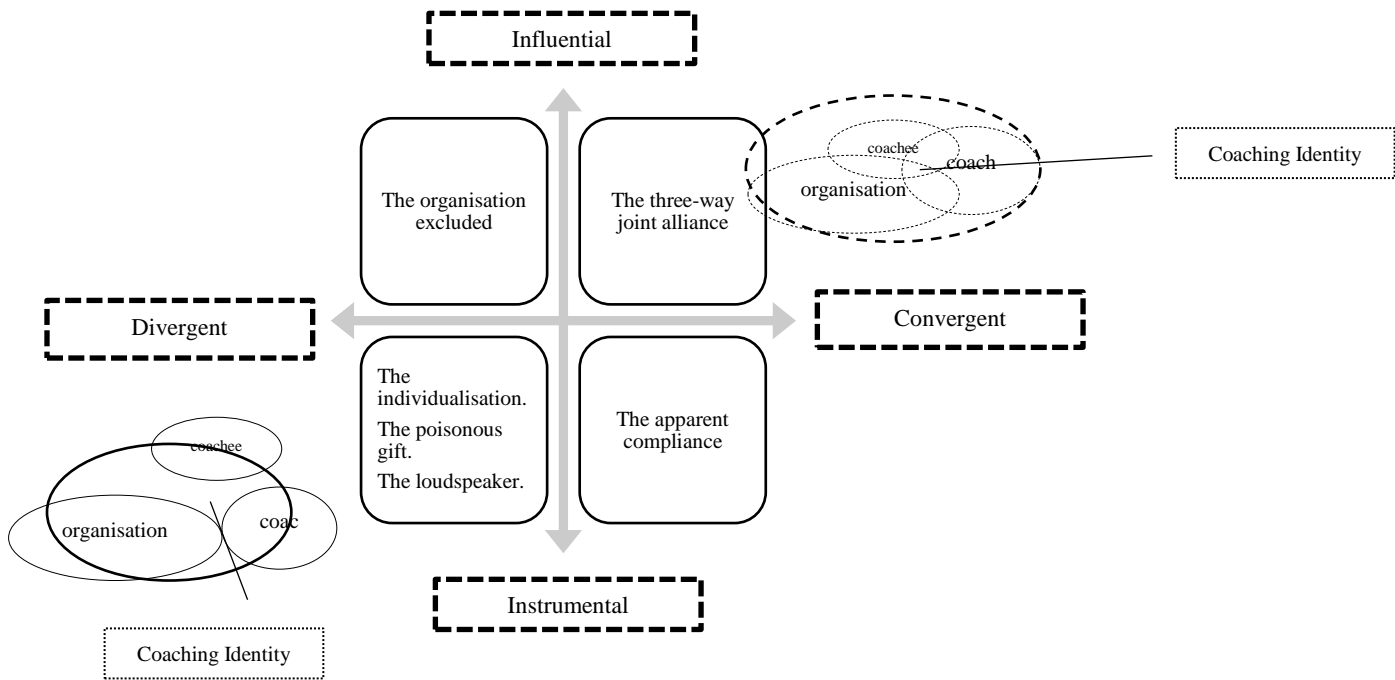 Influential
The organisation
excluded
The three-way
joint alliance
coachee
coach
organisation
Coaching Identity
Divergent
Convergent
The
individualisation.
The poisonous
gift.
The loudspeaker.
The apparent
compliance
coachee
organisation
coac
Instrumental
Coaching Identity